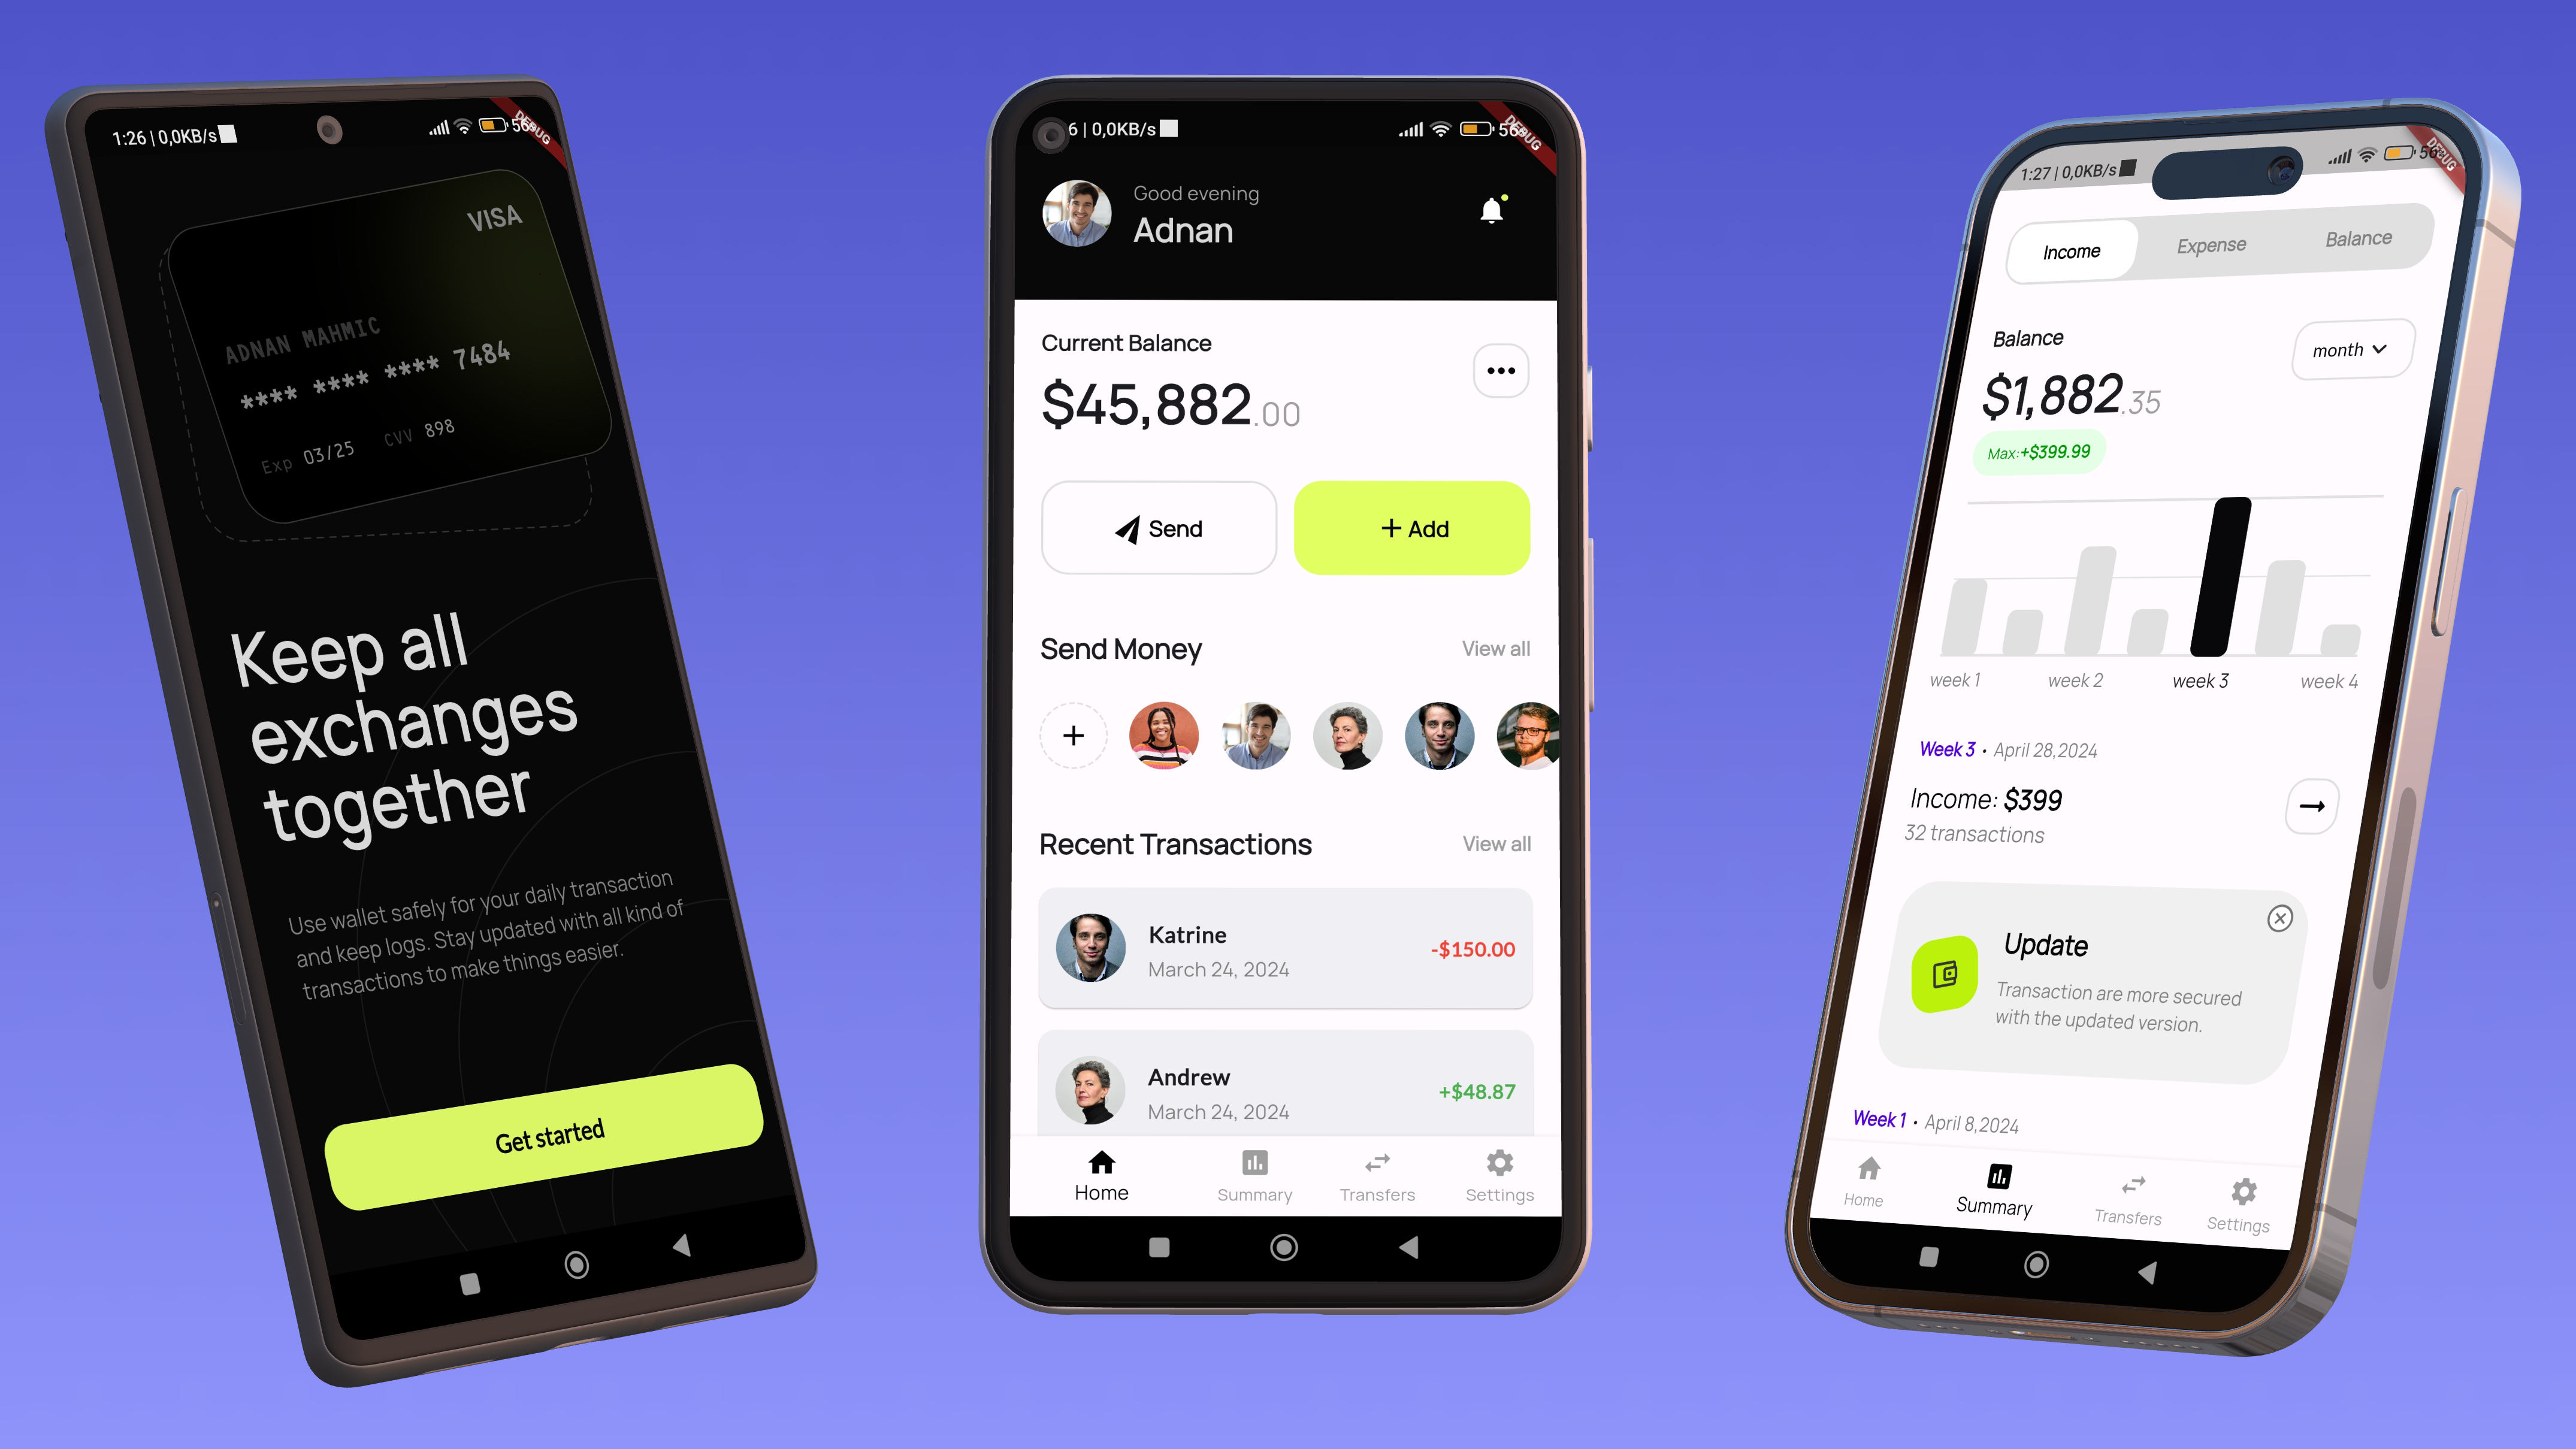 1:26 | 0,0KB/s
56
DEBUG
VISA
ADNAN MAHMIC
**** **** **** 7484
Exp 03/25 CVV 898
Keep all
exchanges
together
Use wallet safely for your daily transaction
and keep logs. Stay updated with all kind of
transactions to make things easier.
Get started
6 | 0,0KB/s
56
DEBUG
Good evening
Adnan
Current Balance
$45,882.00
Send
+ Add
Send Money
View all
Recent Transactions
View all
Katrine
-$150.00
March 24, 2024
Andrew
+$48.87
March 24, 2024
Home
Summary
Transfers
Settings
1:27 | 0,0KB/s
56
DEBUG
Income
Expense
Balance
Balance
month
$1,882.35
Max:+$399.99
week 1
week 2
week 3
week 4
Week 3 • April 28,2024
Income: $399
32 transactions
Update
Transaction are more secured
with the updated version.
Week 1 • April 8,2024
Home
Summary
Transfers
Settings